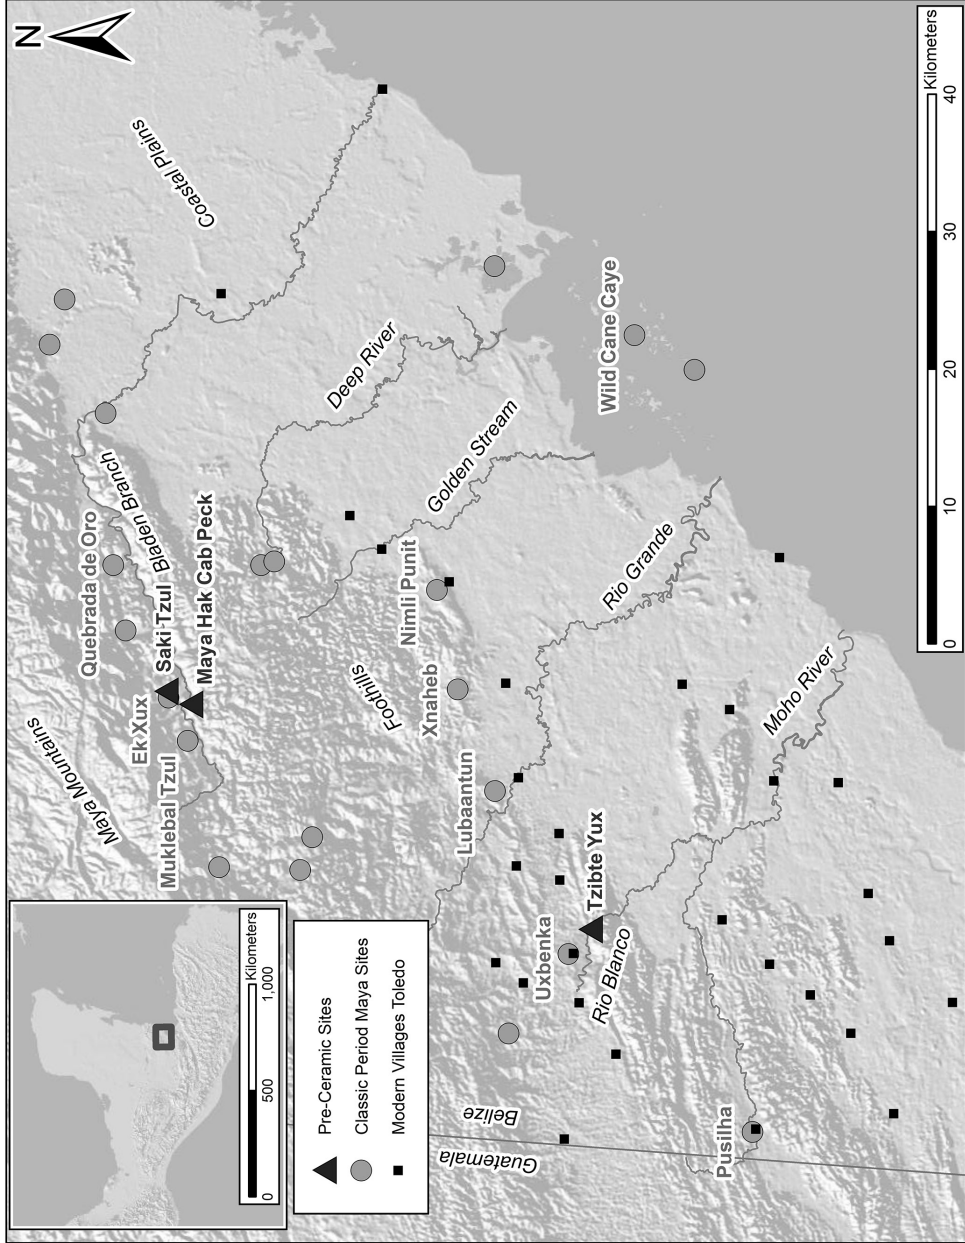 N
Coastal Plains
Maya Mountains
Quebrada de Oro
Bladen Branch
Saki Tzul
Maya Hak Cab Peck
Ek Xux
Muklebal Tzul
Deep River
Golden Stream
Wild Cane Caye
Foothills
Nimli Punit
Xnaheb
Lubaantun
Rio Grande
Moho River
Tzibte Yux
Uxbenka
Rio Blanco
Pusilha
Belize
Guatemala
0 500 1,000
Kilometers
Pre-Ceramic Sites
Classic Period Maya Sites
Modern Villages Toledo
0 10 20 30 40
Kilometers